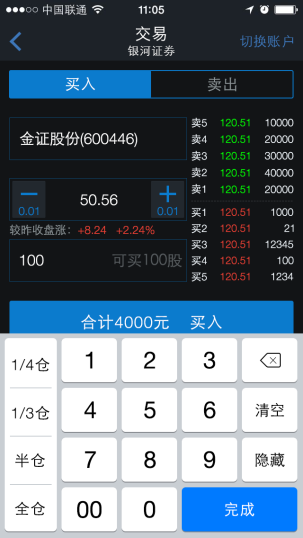 中国联通 11:05
交易
银河证券
切换账户
买入 卖出
金证股份(600446)
0.01 50.56 0.01
较昨收盘涨: +8.24 +2.24%
100 可买100股
卖5 120.51 10000
卖4 120.51 20000
卖3 120.51 30000
卖2 120.51 40000
卖1 120.51 20000
买1 120.51 1000
买2 120.51 21
买3 120.51 12345
买4 120.51 100
买5 120.51 1234
合计4000元 买入
1/4仓 1 2 3
1/3仓 4 5 6 清空
半仓 7 8 9 隐藏
全仓 00 0 完成